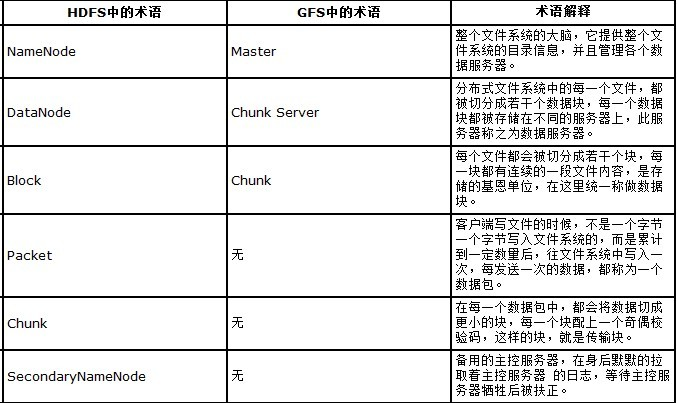 HDFS中的术语 GFS中的术语 术语解释
NameNode Master
整个文件系统的大脑，它提供整个文
件系统的目录信息，并且管理各个数
据服务器。
DataNode Chunk Server
分布式文件系统中的每一个文件，都
被切分成若干个数据块，每一个数据
块都被存储在不同的服务器上，此服
务器称之为数据服务器。
Block Chunk
每个文件都会被切分成若干个块，每
一块都有连续的一段文件内容，是存
储的基恩单位，在这里统一称做数据
块。
Packet 无
客户端写文件的时候，不是一个字节
一个字节写入文件系统的，而是累计
到一定数量后，往文件系统中写入一
次，每发送一次的数据，都称为一个
数据包。
Chunk 无
在每一个数据包中，都会将数据切成
更小的块，每一个块配上一个奇偶校
验码，这样的块，就是传输块。
SecondaryNameNode 无
备用的主控服务器，在身后默默的拉
取着主控服务器 的日志，等待主控服
务器牺牲后被扶正。